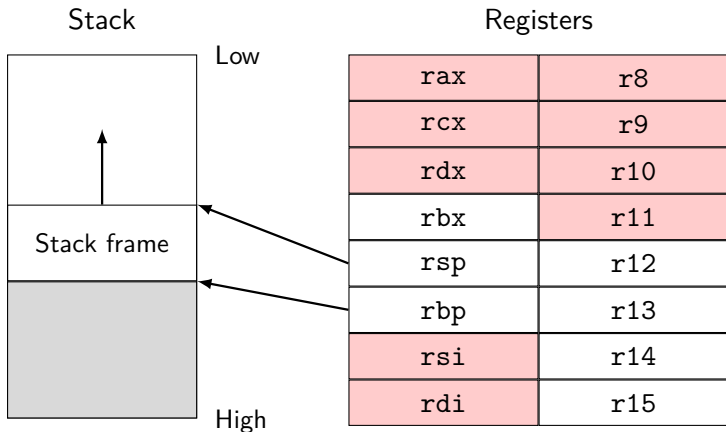 Stack
Low
Stack frame
High
Registers
rax r8
rcx r9
rdx r10
rbx r11
rsp r12
rbp r13
rsi r14
rdi r15